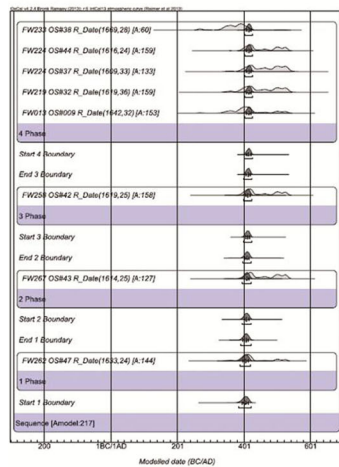 OxCal v4.2.4 Bronk Ramsey (2013); r:5 IntCal13 atmospheric curve (Reimer et al 2013)
FW233 OS#38 R_Date(1669,28) [A:60]
FW224 OS#44 R_Date(1616,24) [A:159]
FW224 OS#37 R_Date(1609,33) [A:133]
FW219 OS#32 R_Date(1619,36) [A:159]
FW013 OS#009 R_Date(1642,32) [A:153]
4 Phase
Start 4 Boundary
End 3 Boundary
FW258 OS#42 R_Date(1619,25) [A:158]
3 Phase
Start 3 Boundary
End 2 Boundary
FW267 OS#43 R_Date(1614,25) [A:127]
2 Phase
Start 2 Boundary
End 1 Boundary
FW262 OS#47 R_Date(1633,24) [A:144]
1 Phase
Start 1 Boundary
Sequence [Amodel:217]
200 1BC/1AD 201 401 601
Modelled date (BC/AD)